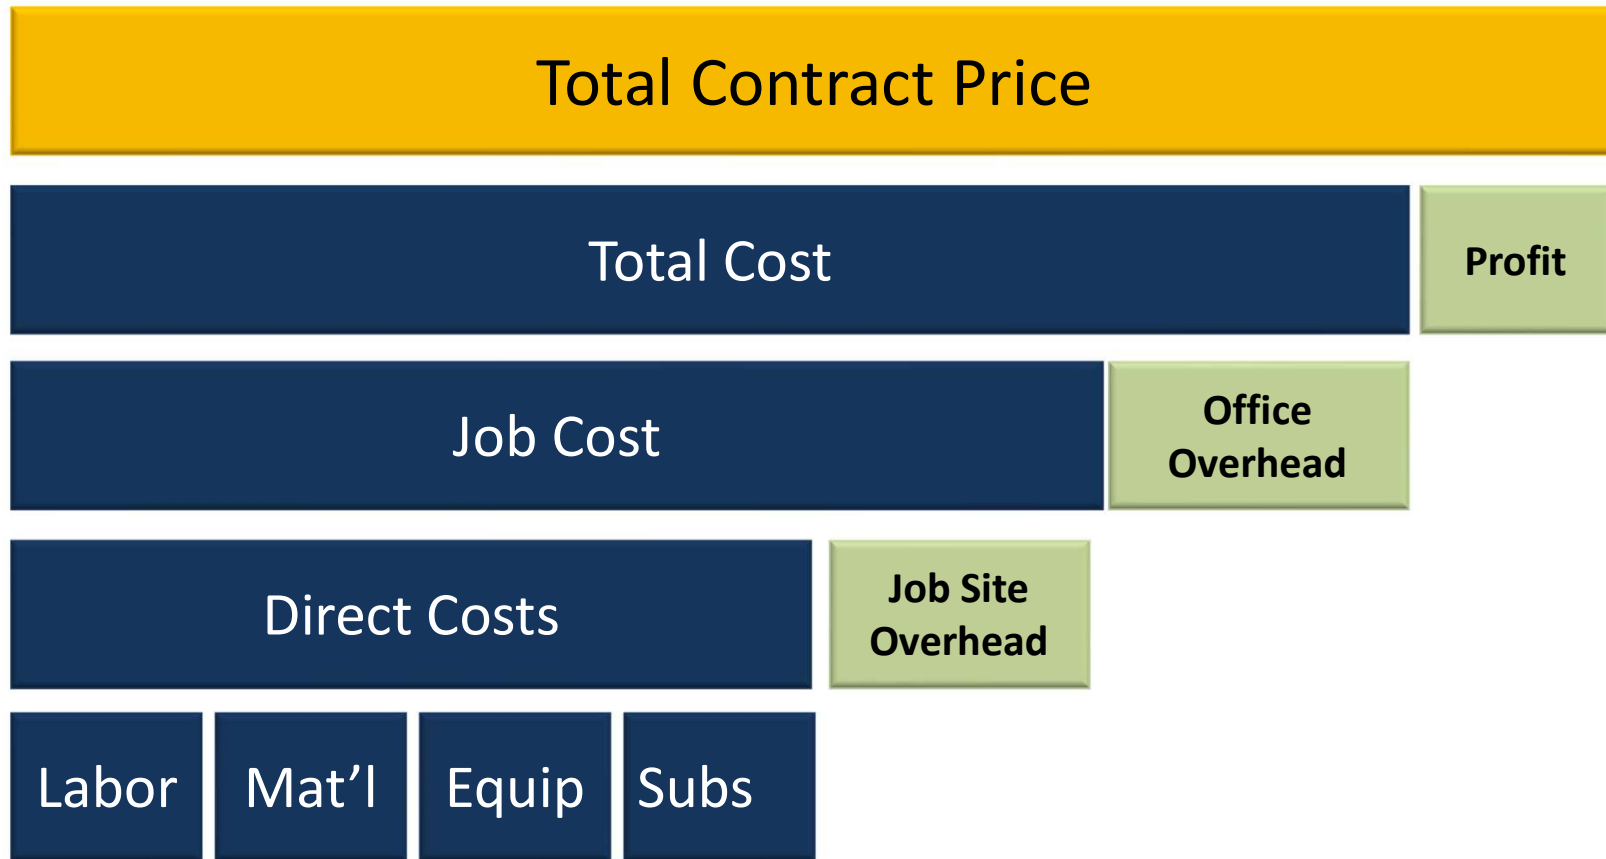 Total Contract Price
Total Cost
Profit
Job Cost
Office
Overhead
Direct Costs
Job Site
Overhead
Labor
Mat’l
Equip
Subs